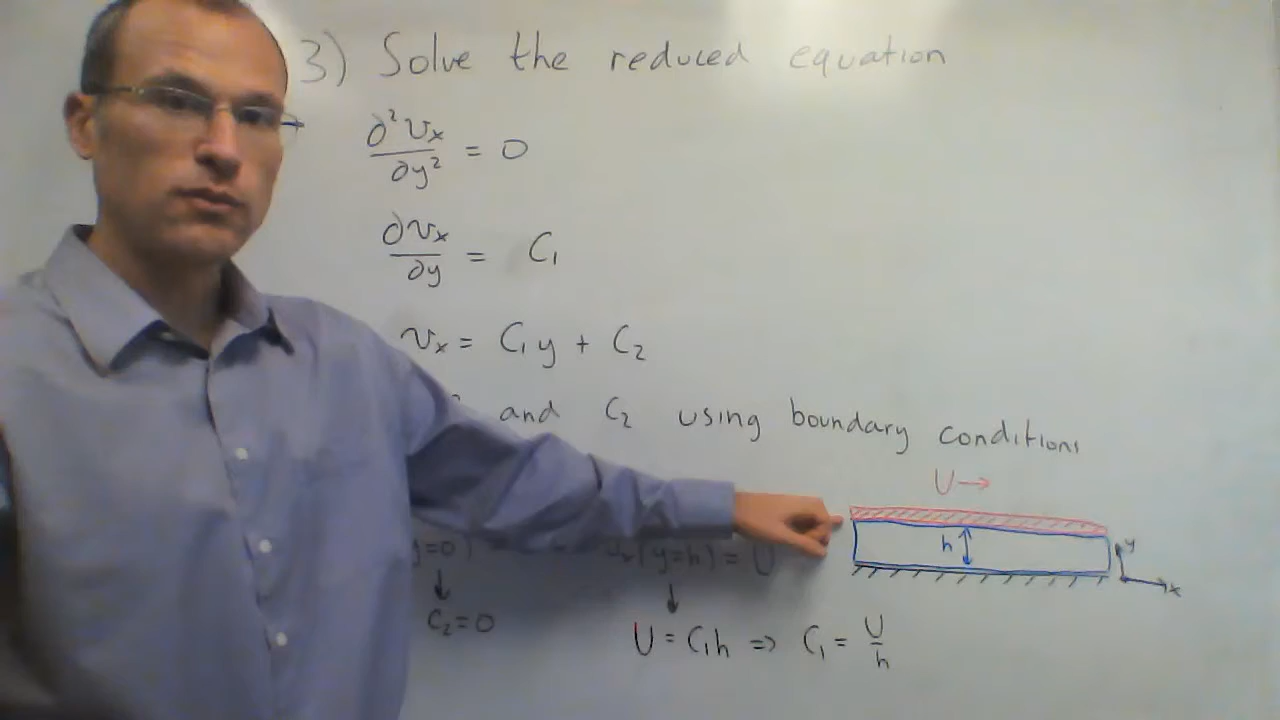 3) Solve the reduced equation
∂²vₓ/∂y² = 0
∂vₓ/∂y = C₁
vₓ = C₁y + C₂
and C₂ using boundary conditions
U→
h
y
x
y=0) = vₓ(y=h) = U
↓ ↓
C₂=0
U = C₁h ⇒ C₁ = U/h